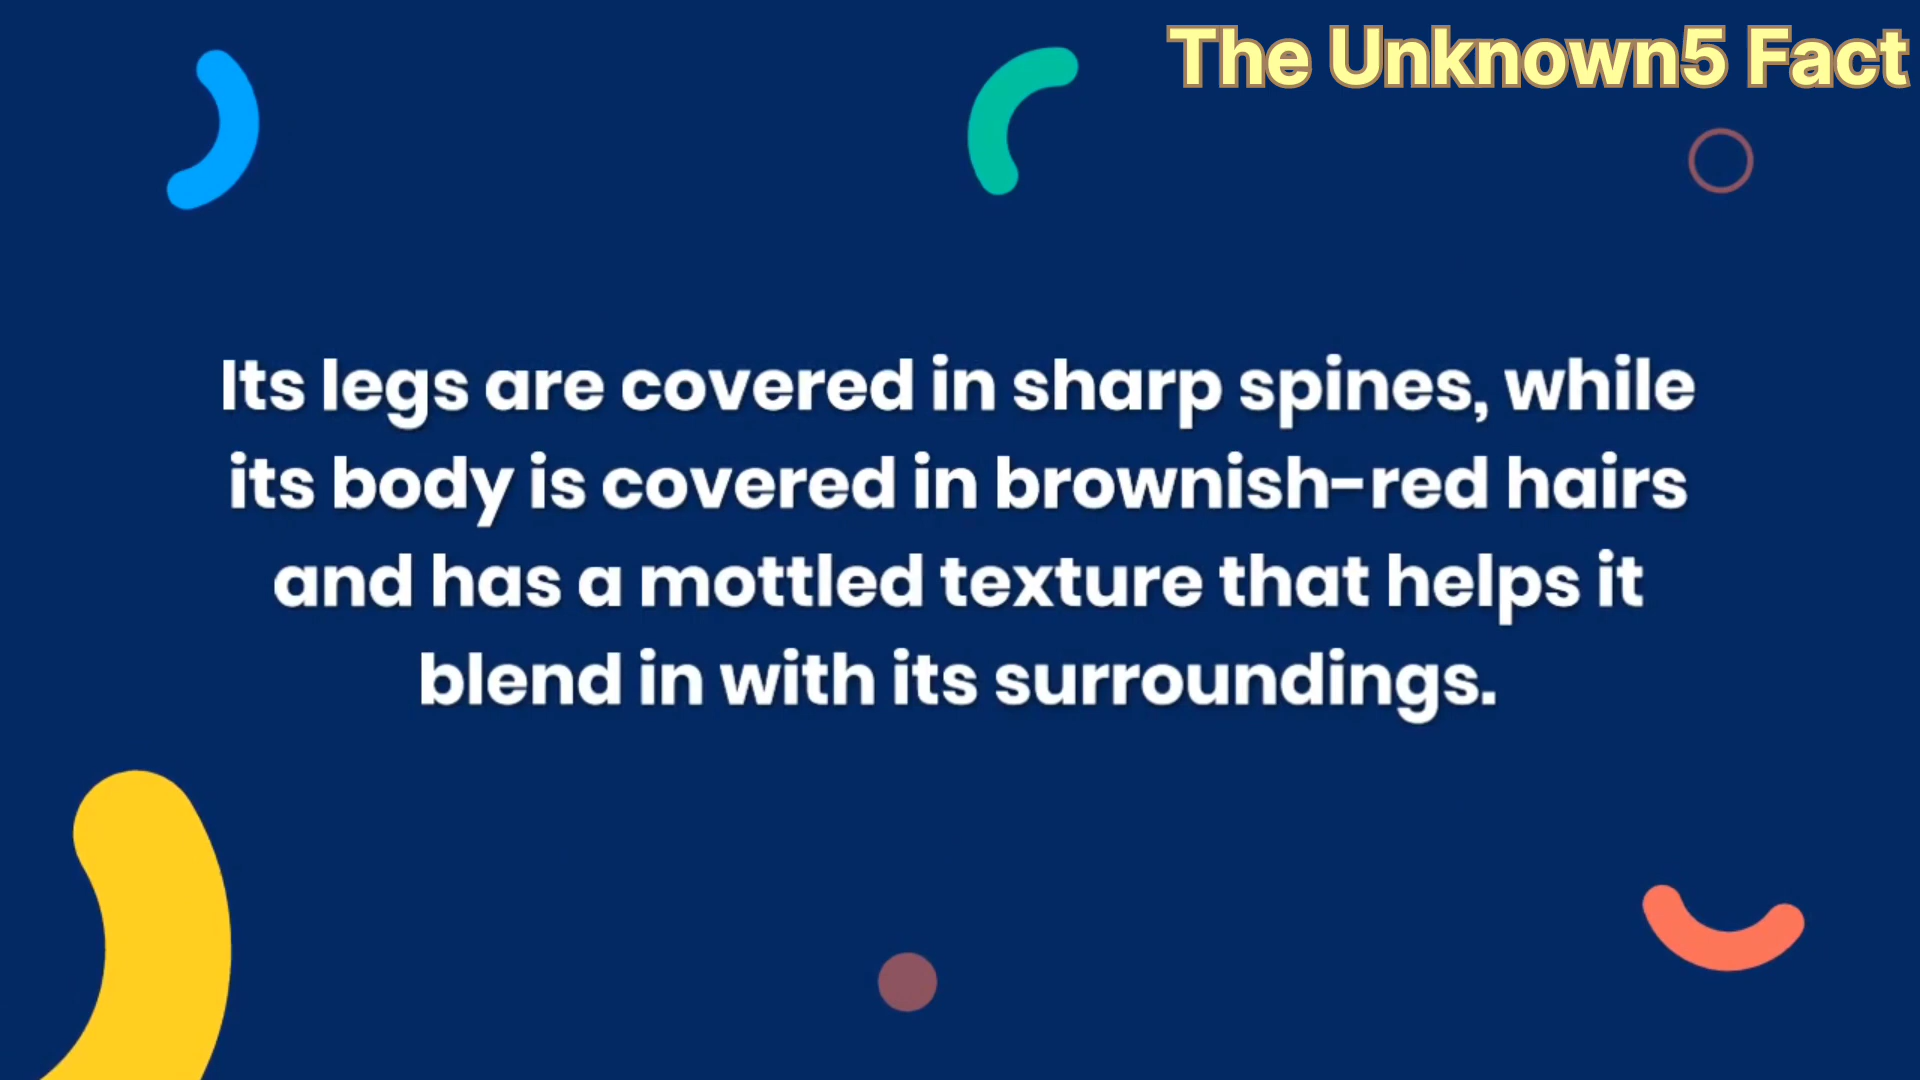 The Unknown5 Fact
Its legs are covered in sharp spines, while
its body is covered in brownish-red hairs
and has a mottled texture that helps it
blend in with its surroundings.